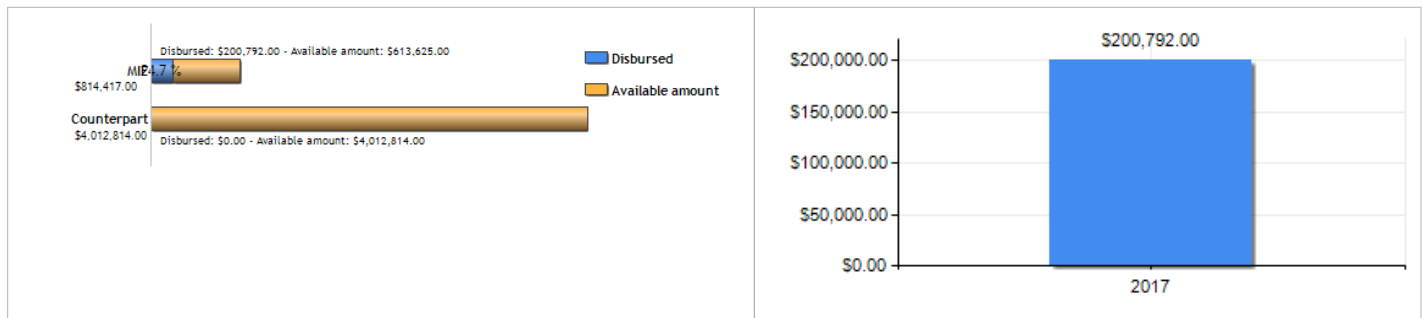 Disbursed: $200,792.00 - Available amount: $613,625.00
24.7 %
$814,417.00
Counterpart
$4,012,814.00
Disbursed: $0.00 - Available amount: $4,012,814.00
Disbursed
Available amount
$200,792.00
$200,000.00
$150,000.00
$100,000.00
$50,000.00
$0.00
2017